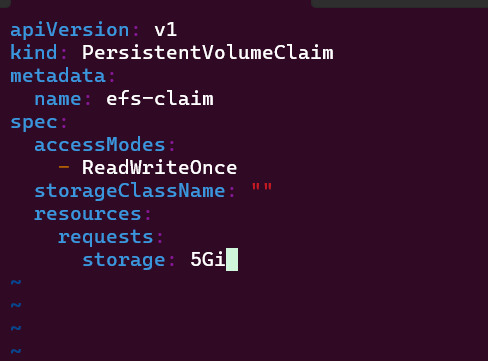 apiVersion: v1
kind: PersistentVolumeClaim
metadata:
  name: efs-claim
spec:
  accessModes:
    - ReadWriteOnce
  storageClassName: ""
  resources:
    requests:
      storage: 5Gi
~
~
~
~